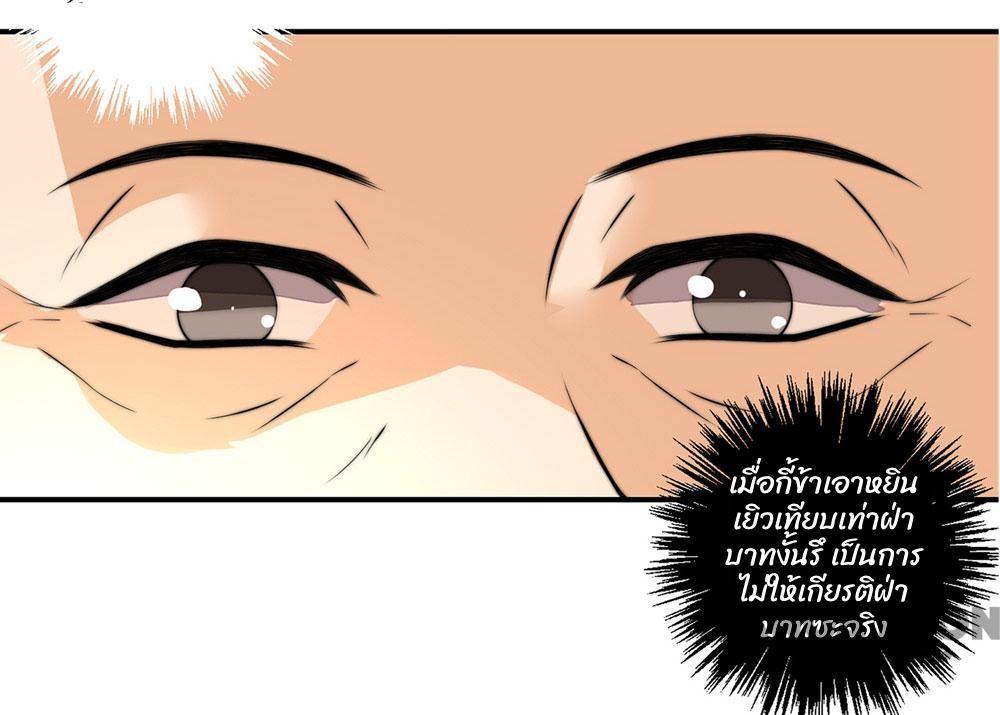 เมื่อกี้ข้าเอาหยิน
เยิวเทียบเท่าฝ่า
บาทงั้นรึ เป็นการ
ไม่ให้เกียรติฝ่า
บาทซะจริง